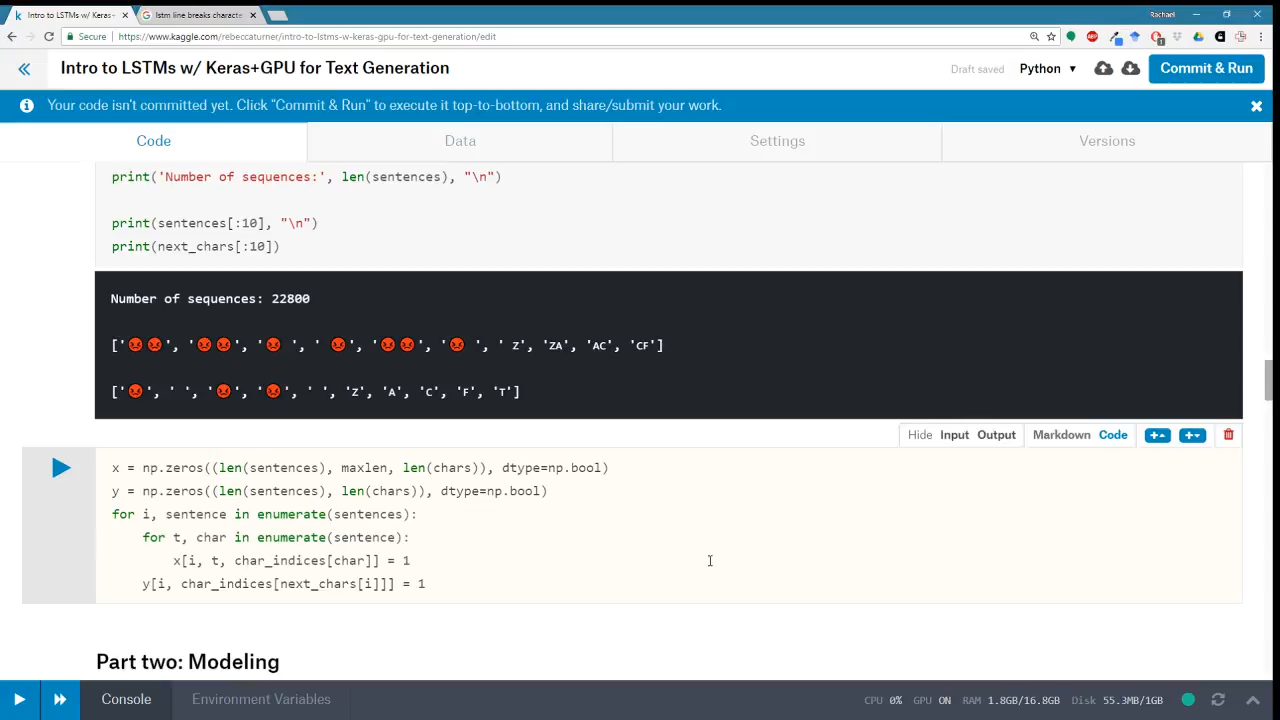 Intro to LSTMs w/ Keras+
lstm line breaks characte
Rachael
Secure
https://www.kaggle.com/rebeccaturner/intro-to-lstms-w-keras-gpu-for-text-generation/edit
Intro to LSTMs w/ Keras+GPU for Text Generation
Draft saved
Python
Commit & Run
Your code isn't committed yet. Click "Commit & Run" to execute it top-to-bottom, and share/submit your work.
Code
Data
Settings
Versions
print('Number of sequences:', len(sentences), "\n")
print(sentences[:10], "\n")
print(next_chars[:10])
Number of sequences: 22800
['😡😡', '😡😡', '😡 ', ' 😡', '😡😡', '😡 ', ' Z', 'ZA', 'AC', 'CF']
['😡', ' ', '😡', '😡', ' ', 'Z', 'A', 'C', 'F', 'T']
Hide Input Output
Markdown Code
x = np.zeros((len(sentences), maxlen, len(chars)), dtype=np.bool)
y = np.zeros((len(sentences), len(chars)), dtype=np.bool)
for i, sentence in enumerate(sentences):
    for t, char in enumerate(sentence):
        x[i, t, char_indices[char]] = 1
    y[i, char_indices[next_chars[i]]] = 1
Part two: Modeling
Console
Environment Variables
CPU 0% GPU ON RAM 1.8GB/16.8GB Disk 55.3MB/1GB